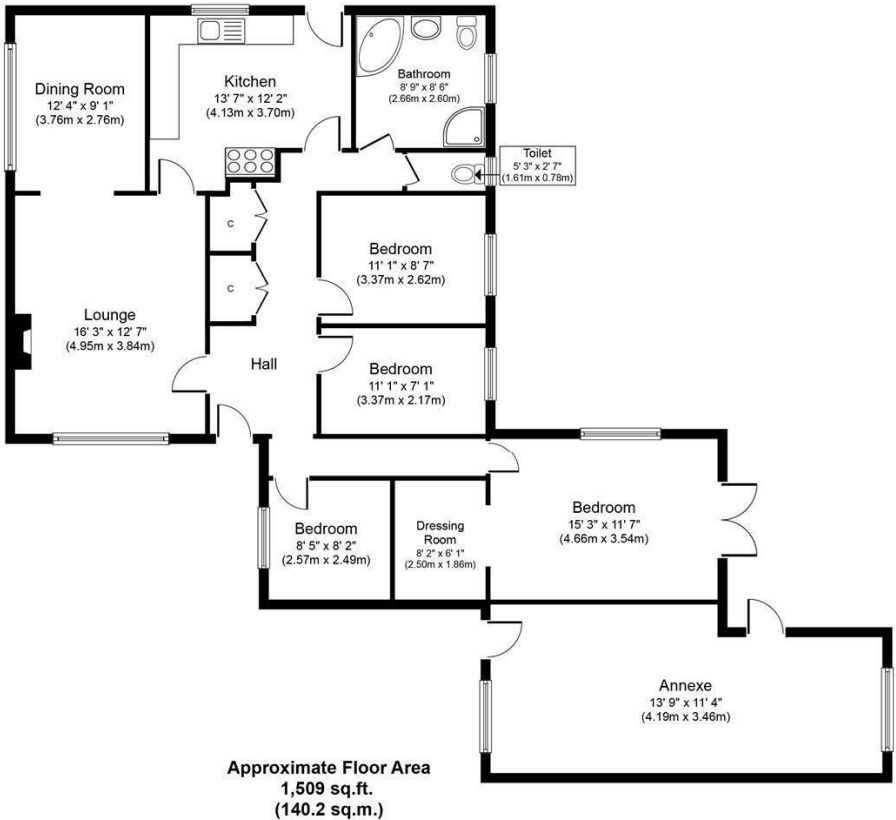 Dining Room
12' 4" x 9' 1"
(3.76m x 2.76m)
Kitchen
13' 7" x 12' 2"
(4.13m x 3.70m)
Bathroom
8' 9" x 8' 6"
(2.66m x 2.60m)
Toilet
5' 3" x 2' 7"
(1.61m x 0.78m)
C
C
Bedroom
11' 1" x 8' 7"
(3.37m x 2.62m)
Lounge
16' 3" x 12' 7"
(4.95m x 3.84m)
Hall
Bedroom
11' 1" x 7' 1"
(3.37m x 2.17m)
Bedroom
8' 5" x 8' 2"
(2.57m x 2.49m)
Dressing
Room
8' 2" x 6' 1"
(2.50m x 1.86m)
Bedroom
15' 3" x 11' 7"
(4.66m x 3.54m)
Annexe
13' 9" x 11' 4"
(4.19m x 3.46m)
Approximate Floor Area
1,509 sq.ft.
(140.2 sq.m.)